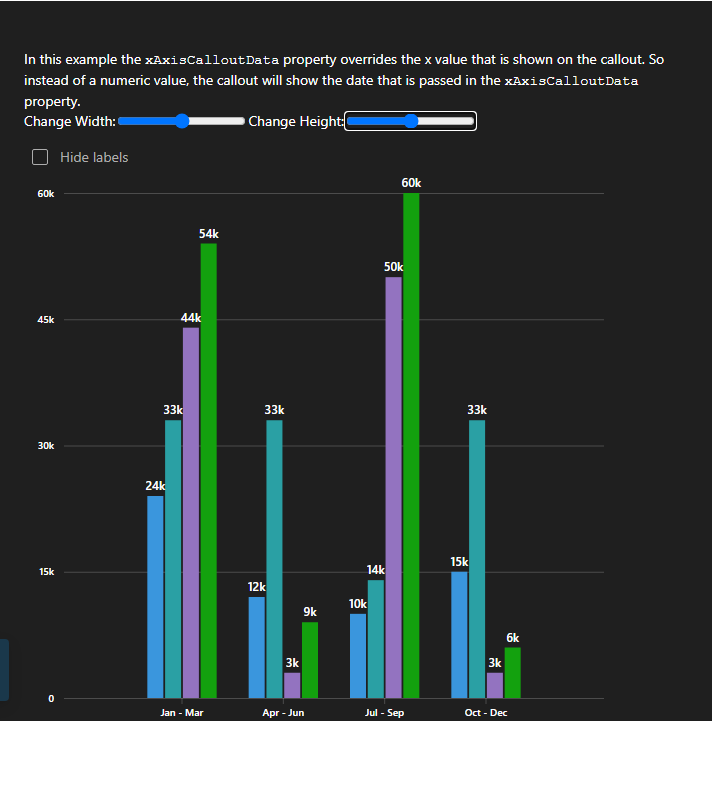 In this example the xAxisCalloutData property overrides the x value that is shown on the callout. So
instead of a numeric value, the callout will show the date that is passed in the xAxisCalloutData
property.
Change Width: Change Height:
Hide labels
60k
60k
54k
50k
45k
44k
33k 33k 33k
30k
24k
15k 14k 15k
12k 10k
9k
6k
3k 3k
0
Jan - Mar Apr - Jun Jul - Sep Oct - Dec